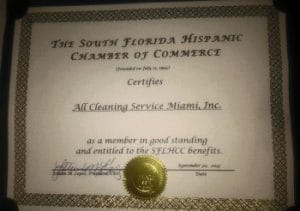 THE SOUTH FLORIDA HISPANIC
CHAMBER OF COMMERCE
Certifies
All Cleaning Service Miami, Inc.
as a member in good standing
and entitled to the SFLHCC benefits.
Date